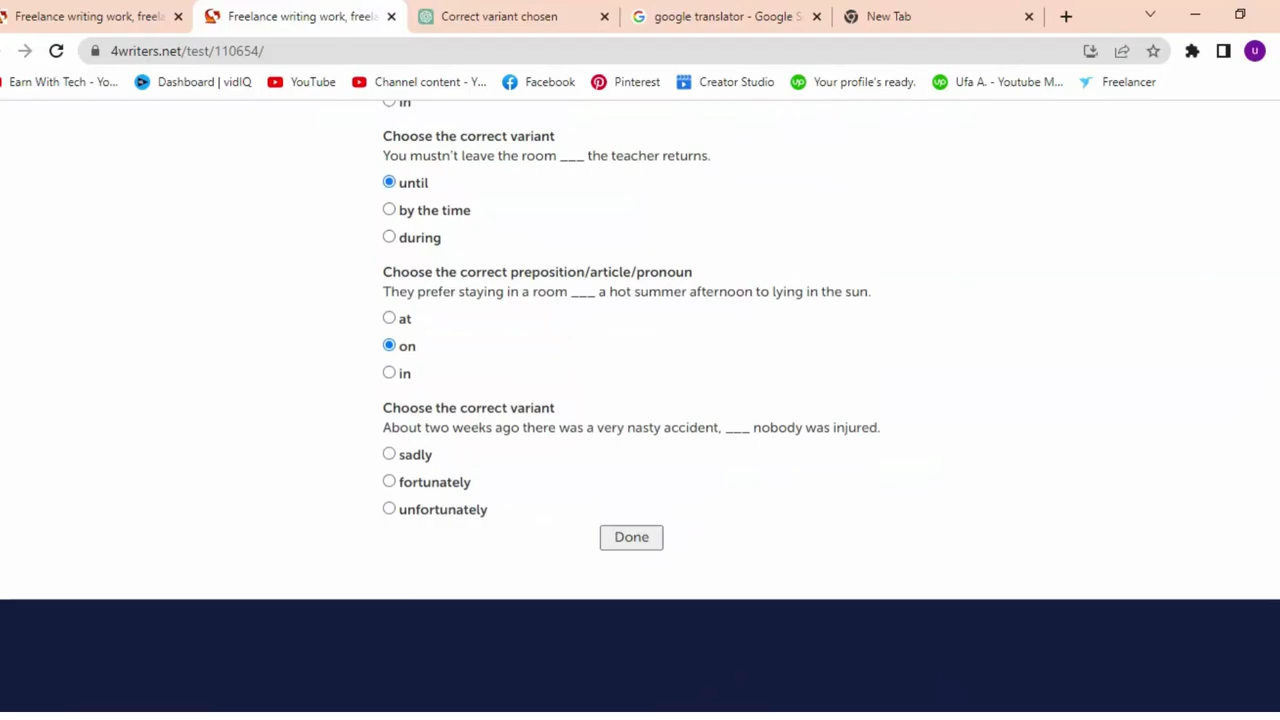 Freelance writing work, freela
Freelance writing work, freela
Correct variant chosen
google translator - Google S
New Tab
4writers.net/test/110654/
U
Earn With Tech - Yo...
Dashboard | vidIQ
YouTube
Channel content - Y...
Facebook
Pinterest
Creator Studio
Your profile's ready.
Ufa A. - Youtube M...
Freelancer
in
Choose the correct variant
You mustn't leave the room ___ the teacher returns.
until
by the time
during
Choose the correct preposition/article/pronoun
They prefer staying in a room ___ a hot summer afternoon to lying in the sun.
at
on
in
Choose the correct variant
About two weeks ago there was a very nasty accident, ___ nobody was injured.
sadly
fortunately
unfortunately
Done